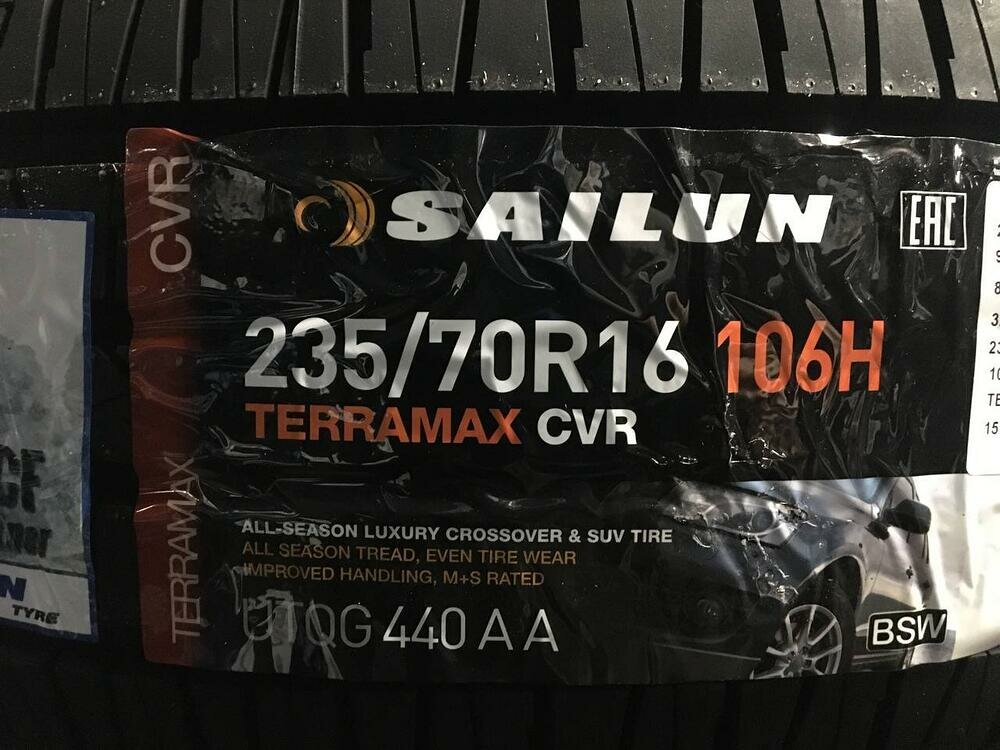 CVR
TERRAMAX
SAILUN
EAC
235/70R16 106H
TERRAMAX CVR
ALL-SEASON LUXURY CROSSOVER & SUV TIRE
ALL SEASON TREAD, EVEN TIRE WEAR
IMPROVED HANDLING, M+S RATED
UTQG 440 A A
BSW
TYRE